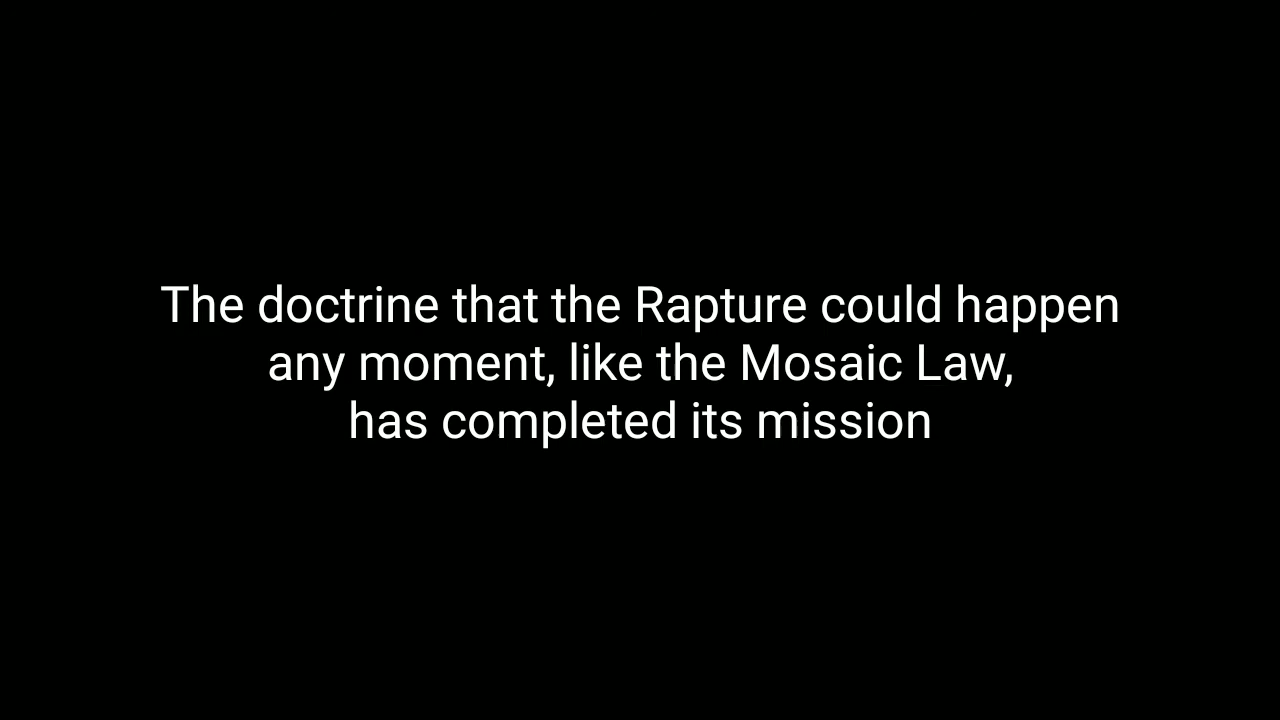 The doctrine that the Rapture could happen
any moment, like the Mosaic Law,
has completed its mission